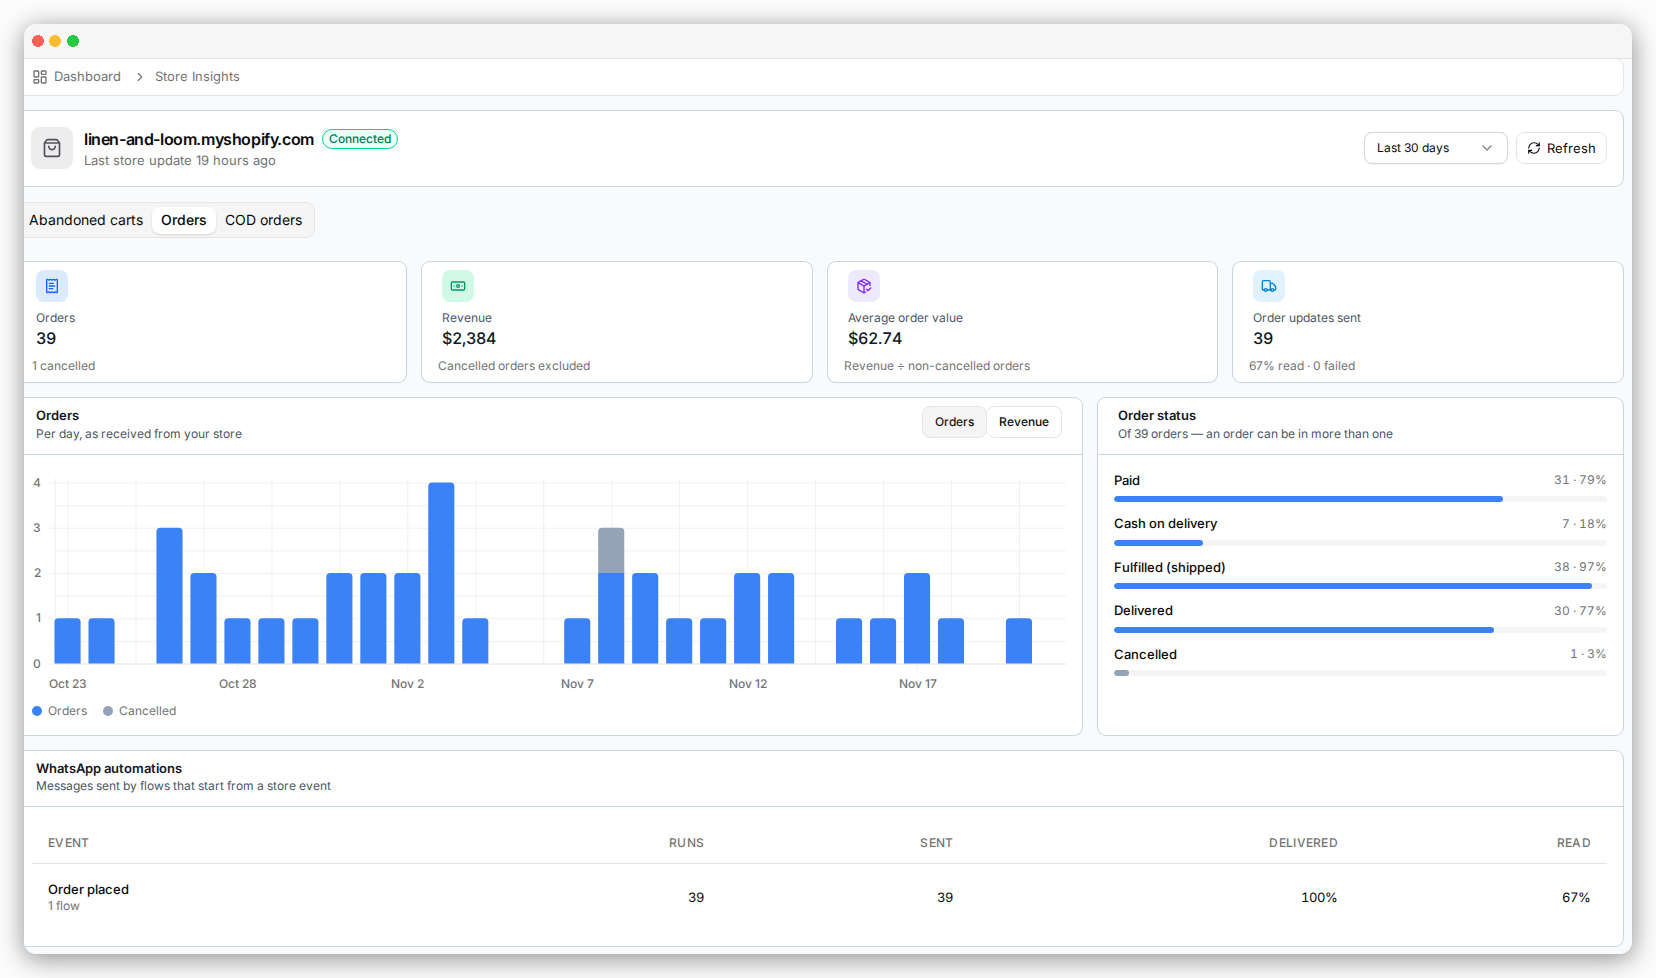 Dashboard > Store Insights
linen-and-loom.myshopify.com Connected
Last store update 19 hours ago
Last 30 days
Refresh
Abandoned carts Orders COD orders
Orders
39
1 cancelled
Revenue
$2,384
Cancelled orders excluded
Average order value
$62.74
Revenue ÷ non-cancelled orders
Order updates sent
39
67% read · 0 failed
Orders
Per day, as received from your store
Orders Revenue
4
3
2
1
0
Oct 23 Oct 28 Nov 2 Nov 7 Nov 12 Nov 17
Orders Cancelled
Order status
Of 39 orders — an order can be in more than one
Paid 31 · 79%
Cash on delivery 7 · 18%
Fulfilled (shipped) 38 · 97%
Delivered 30 · 77%
Cancelled 1 · 3%
WhatsApp automations
Messages sent by flows that start from a store event
EVENT RUNS SENT DELIVERED READ
Order placed 39 39 100% 67%
1 flow